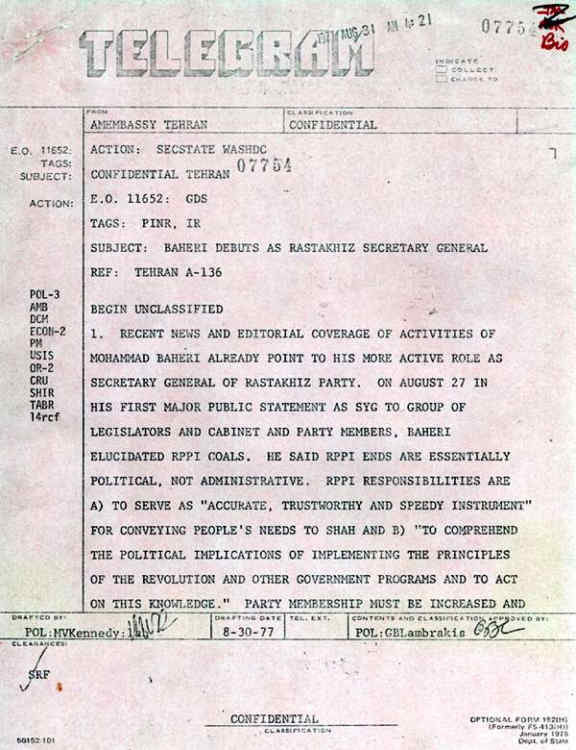 1977 AUG 31 AM 4: 21
07754
Bio
TELEGRAM
INDICATE
COLLECT
CHARGE TO
FROM
CLASSIFICATION
AMEMBASSY TEHRAN
CONFIDENTIAL
E.O. 11652:
TAGS:
SUBJECT:
ACTION:
ACTION: SECSTATE WASHDC
CONFIDENTIAL TEHRAN 07754
E.O. 11652: GDS
TAGS: PINR, IR
SUBJECT: BAHERI DEBUTS AS RASTAKHIZ SECRETARY GENERAL
REF: TEHRAN A-136
POL-3
AMB
DCM
ECON-2
PM
USIS
OR-2
CRU
SHIR
TABR
14rcf
BEGIN UNCLASSIFIED
1. RECENT NEWS AND EDITORIAL COVERAGE OF ACTIVITIES OF
MOHAMMAD BAHERI ALREADY POINT TO HIS MORE ACTIVE ROLE AS
SECRETARY GENERAL OF RASTAKHIZ PARTY. ON AUGUST 27 IN
HIS FIRST MAJOR PUBLIC STATEMENT AS SYG TO GROUP OF
LEGISLATORS AND CABINET AND PARTY MEMBERS, BAHERI
ELUCIDATED RPPI COALS. HE SAID RPPI ENDS ARE ESSENTIALLY
POLITICAL, NOT ADMINISTRATIVE. RPPI RESPONSIBILITIES ARE
A) TO SERVE AS "ACCURATE, TRUSTWORTHY AND SPEEDY INSTRUMENT"
FOR CONVEYING PEOPLE'S NEEDS TO SHAH AND B) "TO COMPREHEND
THE POLITICAL IMPLICATIONS OF IMPLEMENTING THE PRINCIPLES
OF THE REVOLUTION AND OTHER GOVERNMENT PROGRAMS AND TO ACT
ON THIS KNOWLEDGE." PARTY MEMBERSHIP MUST BE INCREASED AND
DRAFTED BY:
DRAFTING DATE
TEL. EXT.
CONTENTS AND CLASSIFICATION APPROVED BY:
POL:MVKennedy:
8-30-77
POL:GBLambrakis
CLEARANCES:
SRF
CONFIDENTIAL
CLASSIFICATION
50152-101
OPTIONAL FORM 152(H)
(Formerly FS-413(H))
January 1975
Dept. of State